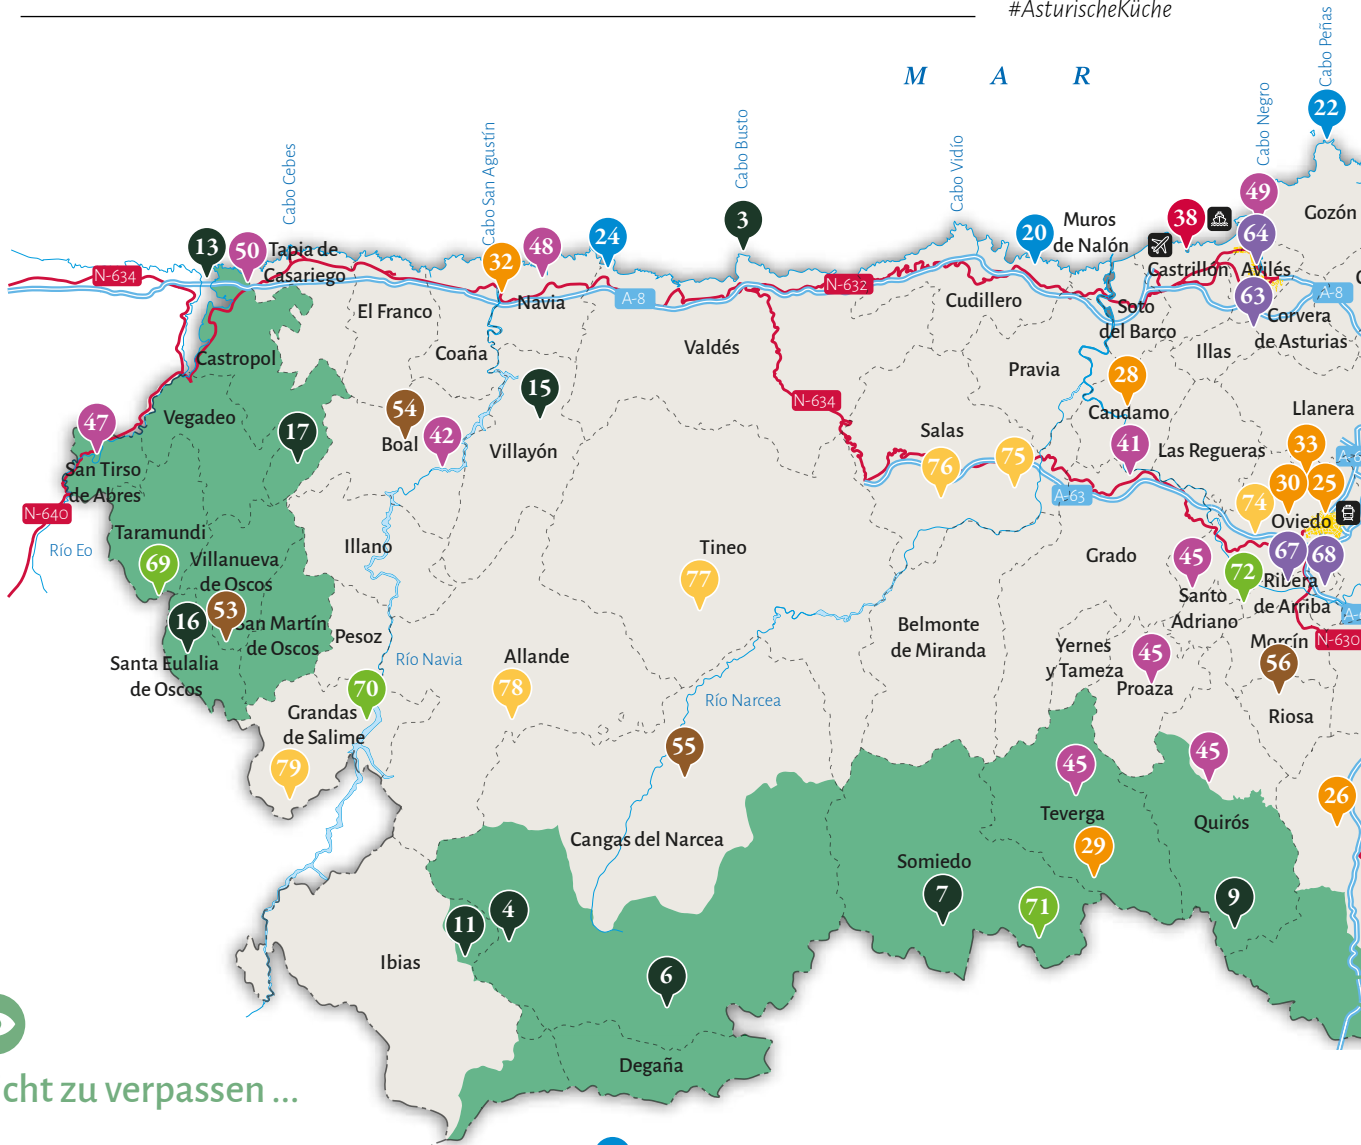 #AsturischeKüche
M A R
Cabo Peñas
Cabo Negro
Cabo Vidío
Cabo Busto
Cabo San Agustín
Cabo Cebes
22
49
38
64
20
Muros
de Nalón
Gozón
3
24
48
32
13
50
Tapia de
Casariego
N-634
Castrillón
Avilés
63
A-8
N-632
A-8
Navia
Cudillero
Soto
del Barco
Corvera
de Asturias
El Franco
Coaña
Valdés
Illas
Castropol
Pravia
28
15
N-634
Candamo
Llanera
54
42
Boal
Vegadeo
17
47
Villayón
Salas
76
75
41
Las Regueras
33
30
25
A-63
74
Oviedo
San Tirso
de Abres
N-640
Río Eo
Taramundi
69
Villanueva
de Oscos
Illano
Tineo
77
Grado
45
72
67
68
Ribera
de Arriba
Santo
Adriano
16
53
San Martín
de Oscos
Pesoz
Belmonte
de Miranda
Yernes
y Tameza
45
Proaza
Morcín
N-630
56
Riosa
Santa Eulalia
de Oscos
Río Navia
Allande
78
70
Grandas
de Salime
79
Río Narcea
55
45
45
26
Teverga
29
Quirós
Cangas del Narcea
Somiedo
7
71
9
11
4
6
Ibias
Degaña
cht zu verpassen ...